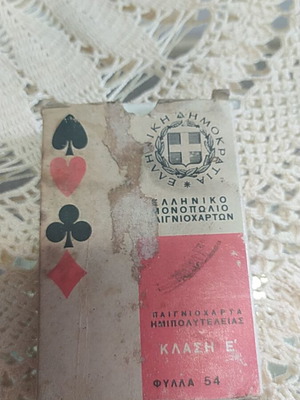 ΕΛΛΗΝΙΚΗ ΔΗΜΟΚΡΑΤΙΑ
ΕΛΛΗΝΙΚΟ
ΜΟΝΟΠΩΛΙΟ
ΠΑΙΓΝΙΟΧΑΡΤΩΝ
ΠΑΙΓΝΙΟΧΑΡΤΑ
ΗΜΙΠΟΛΥΤΕΛΕΙΑΣ
ΚΛΑΣΗ Ε'
ΦΥΛΛΑ 54